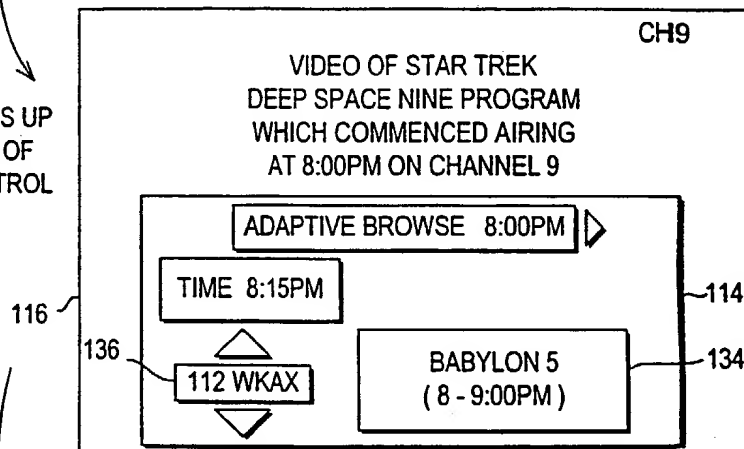 CH9
VIDEO OF STAR TREK
DEEP SPACE NINE PROGRAM
WHICH COMMENCED AIRING
AT 8:00PM ON CHANNEL 9
S UP
OF
TROL
ADAPTIVE BROWSE 8:00PM
TIME 8:15PM
116
114
136
112 WKAX
BABYLON 5
( 8 - 9:00PM )
134